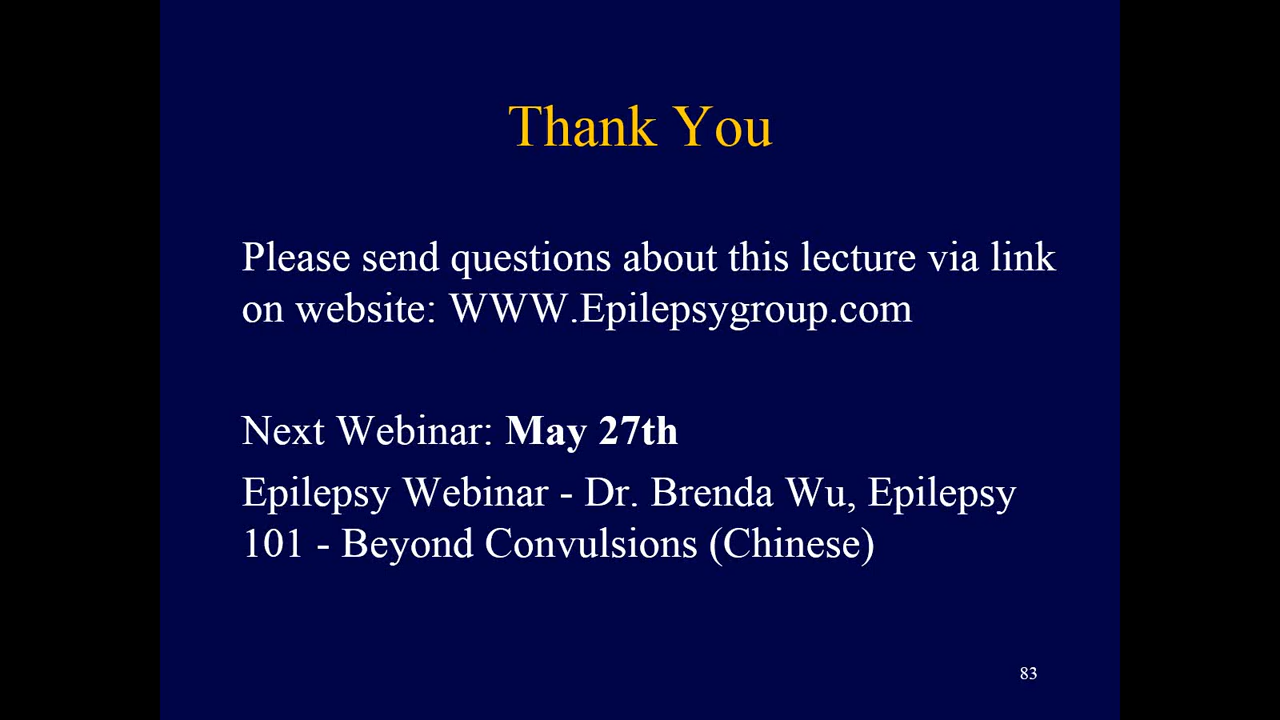 Thank You
Please send questions about this lecture via link
on website: WWW.Epilepsygroup.com
Next Webinar: May 27th
Epilepsy Webinar - Dr. Brenda Wu, Epilepsy
101 - Beyond Convulsions (Chinese)
83